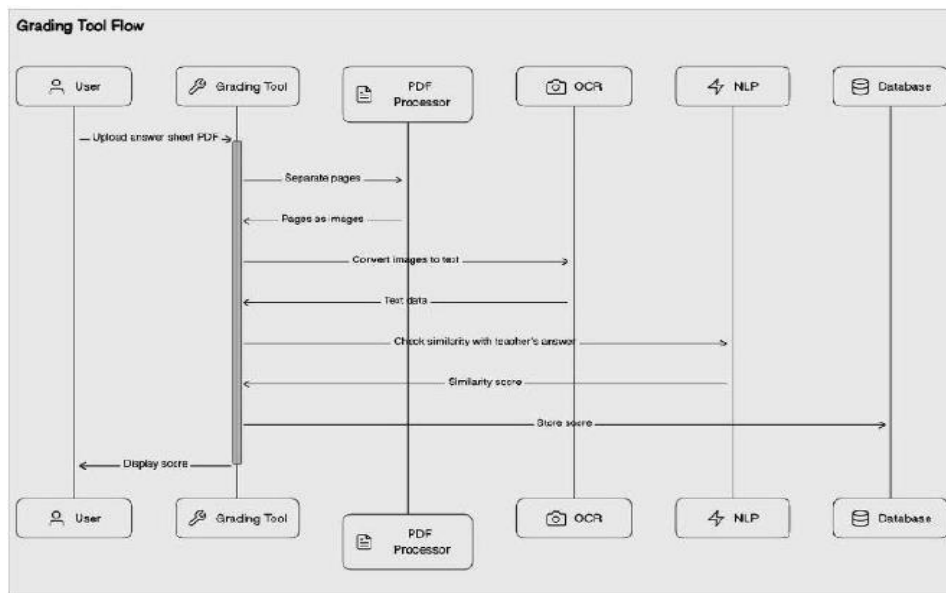 Grading Tool Flow
User
Grading Tool
PDF
Processor
OCR
NLP
Database
Upload answer sheet PDF
Separate pages
Pages as images
Convert images to text
Text data
Check similarity with teacher's answer
Similarity score
Store score
Display score
User
Grading Tool
PDF
Processor
OCR
NLP
Database